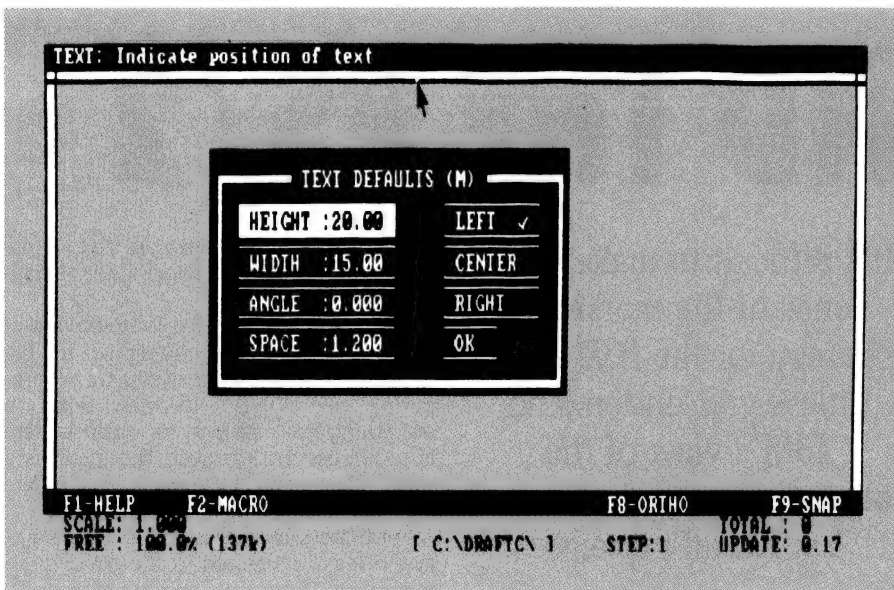 TEXT: Indicate position of text
TEXT DEFAULTS (M)
HEIGHT :20.00 LEFT ✓
WIDTH :15.00 CENTER
ANGLE :0.000 RIGHT
SPACE :1.200 OK
F1-HELP F2-MACRO F8-ORTHO F9-SNAP
SCALE: 1.000 TOTAL : 0
FREE : 100.0% (137k) [ C:\DRAFTC\ ] STEP:1 UPDATE: 0.17